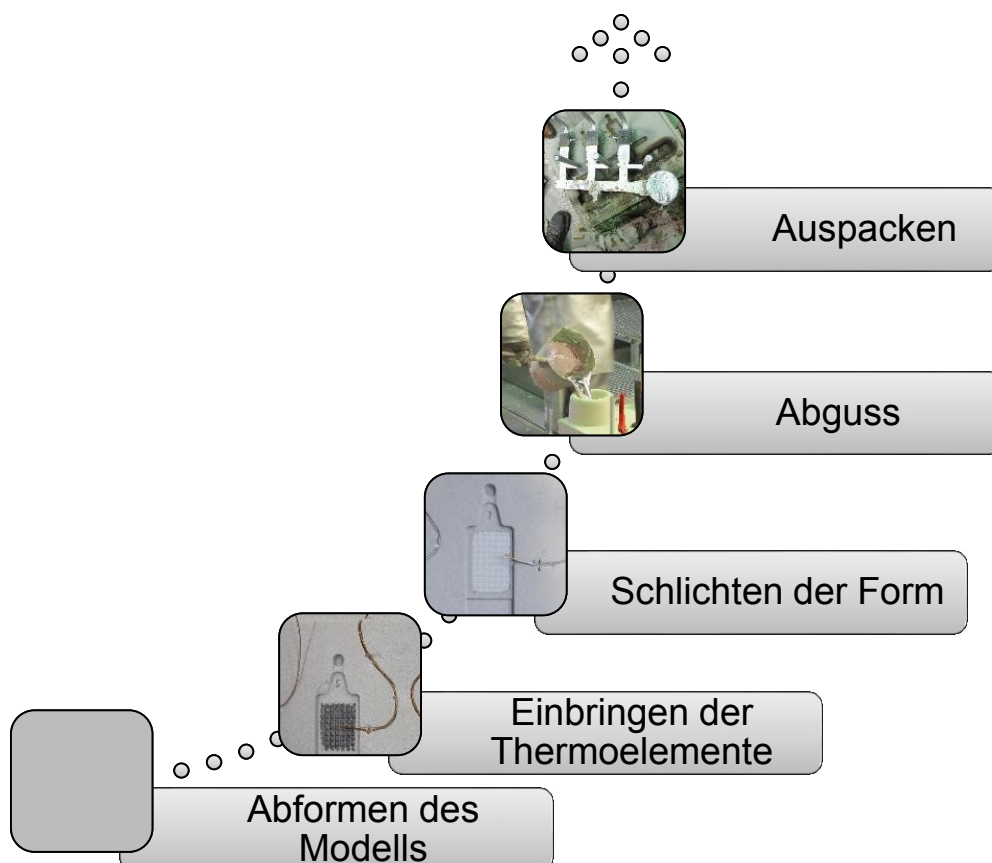 Auspacken
Abguss
Schlichten der Form
Einbringen der
Thermoelemente
Abformen des
Modells